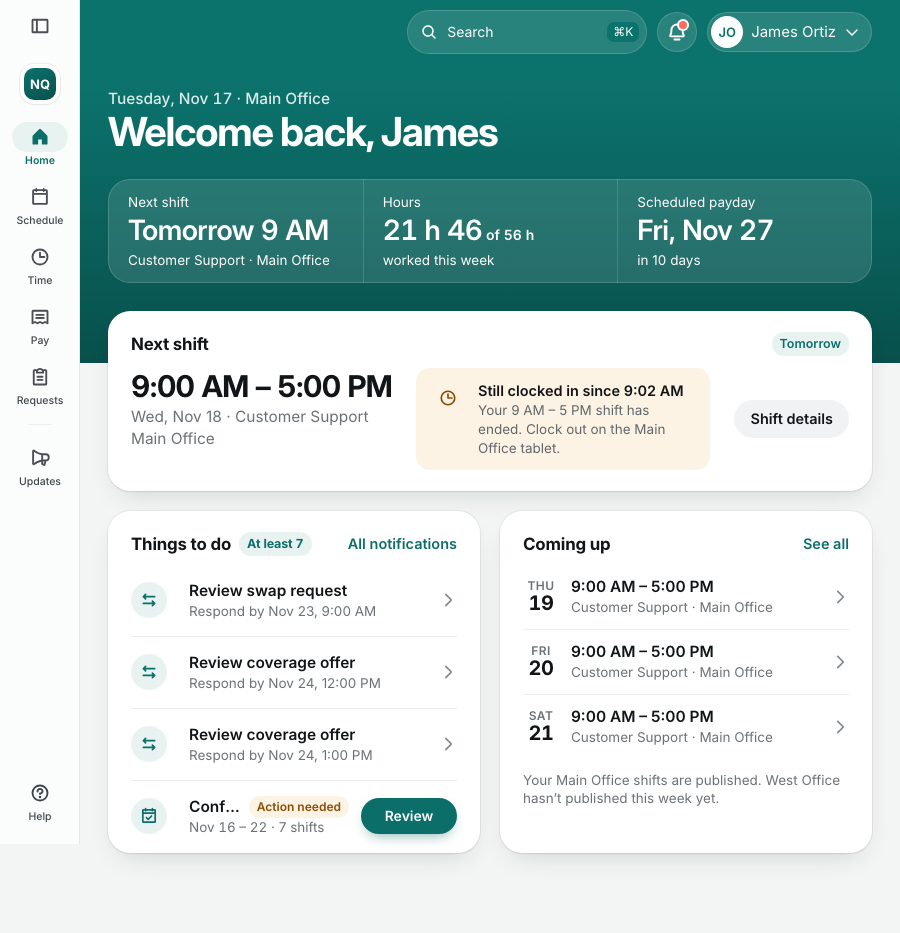 Search
⌘K
JO
James Ortiz
NQ
Home
Schedule
Time
Pay
Requests
Updates
Help
Tuesday, Nov 17 · Main Office
Welcome back, James
Next shift
Tomorrow 9 AM
Customer Support · Main Office
Hours
21 h 46 of 56 h
worked this week
Scheduled payday
Fri, Nov 27
in 10 days
Next shift
Tomorrow
9:00 AM – 5:00 PM
Wed, Nov 18 · Customer Support
Main Office
Still clocked in since 9:02 AM
Your 9 AM – 5 PM shift has
ended. Clock out on the Main
Office tablet.
Shift details
Things to do
At least 7
All notifications
Review swap request
Respond by Nov 23, 9:00 AM
Review coverage offer
Respond by Nov 24, 12:00 PM
Review coverage offer
Respond by Nov 24, 1:00 PM
Conf...
Action needed
Nov 16 – 22 · 7 shifts
Review
Coming up
See all
THU
19
9:00 AM – 5:00 PM
Customer Support · Main Office
FRI
20
9:00 AM – 5:00 PM
Customer Support · Main Office
SAT
21
9:00 AM – 5:00 PM
Customer Support · Main Office
Your Main Office shifts are published. West Office
hasn’t published this week yet.